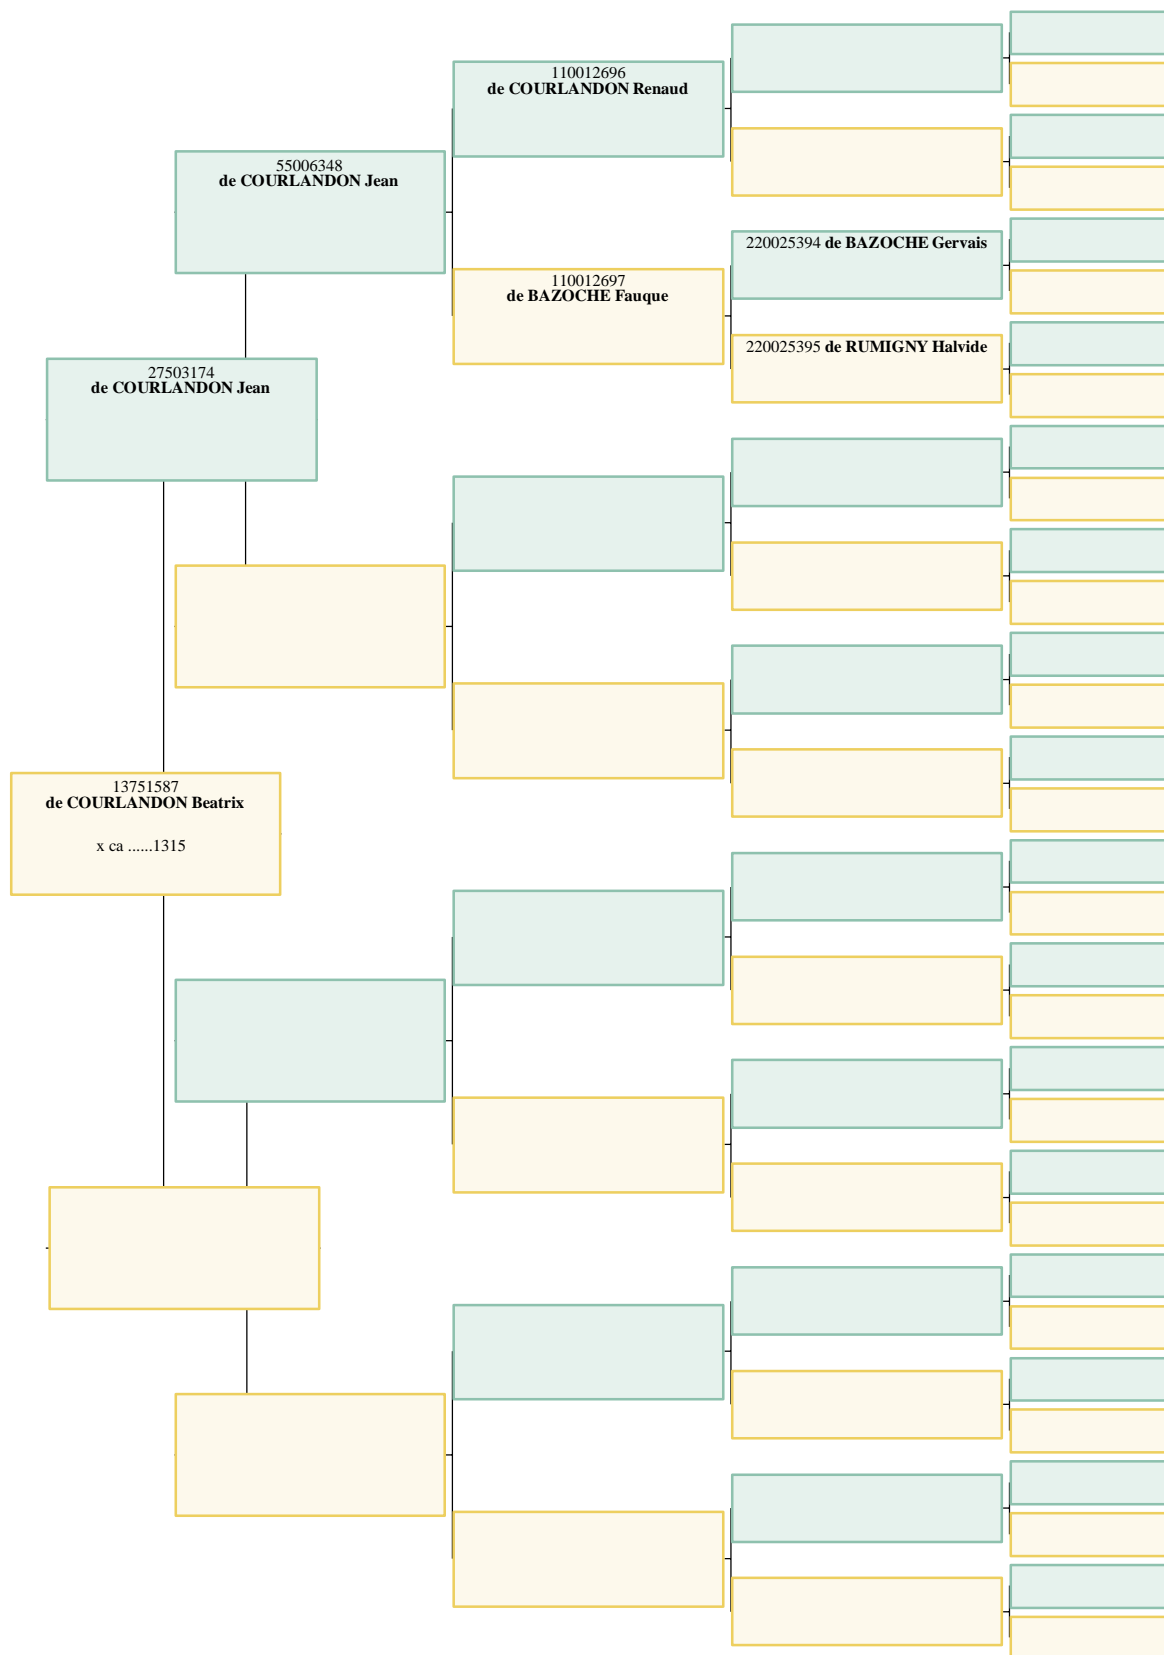 110012696
de COURLANDON Renaud
55006348
de COURLANDON Jean
220025394 de BAZOCHE Gervais
110012697
de BAZOCHE Fauque
220025395 de RUMIGNY Halvide
27503174
de COURLANDON Jean
13751587
de COURLANDON Beatrix
x ca ......1315